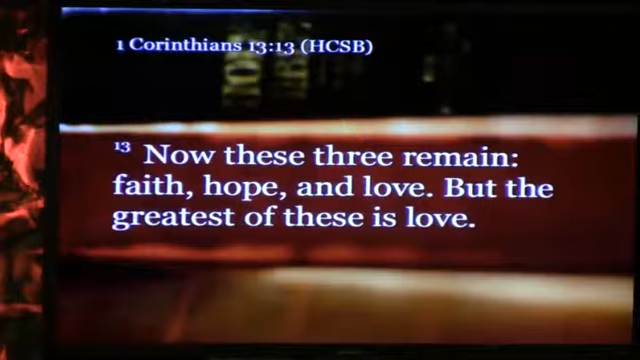 1 Corinthians 13:13 (HCSB)
13 Now these three remain:
faith, hope, and love. But the
greatest of these is love.